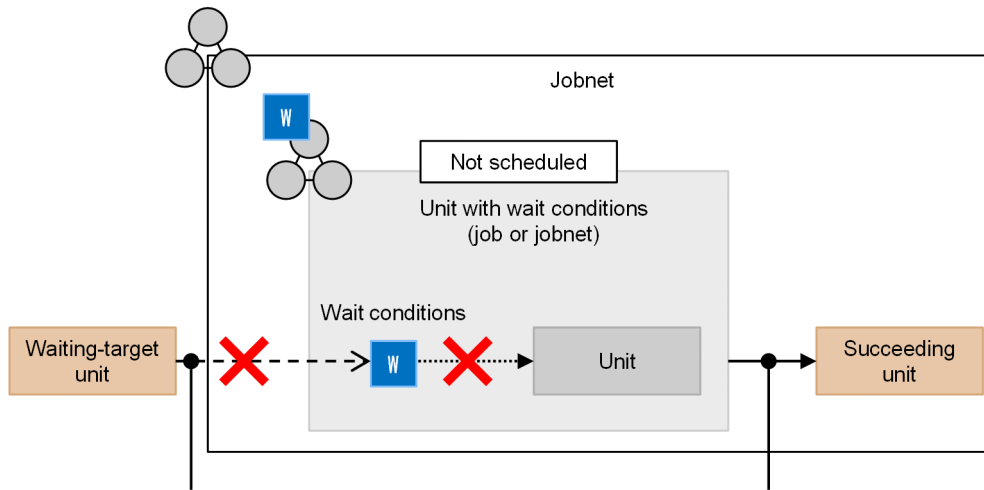 Jobnet
W
Not scheduled
Unit with wait conditions
(job or jobnet)
Wait conditions
Waiting-target
unit
W
Unit
Succeeding
unit